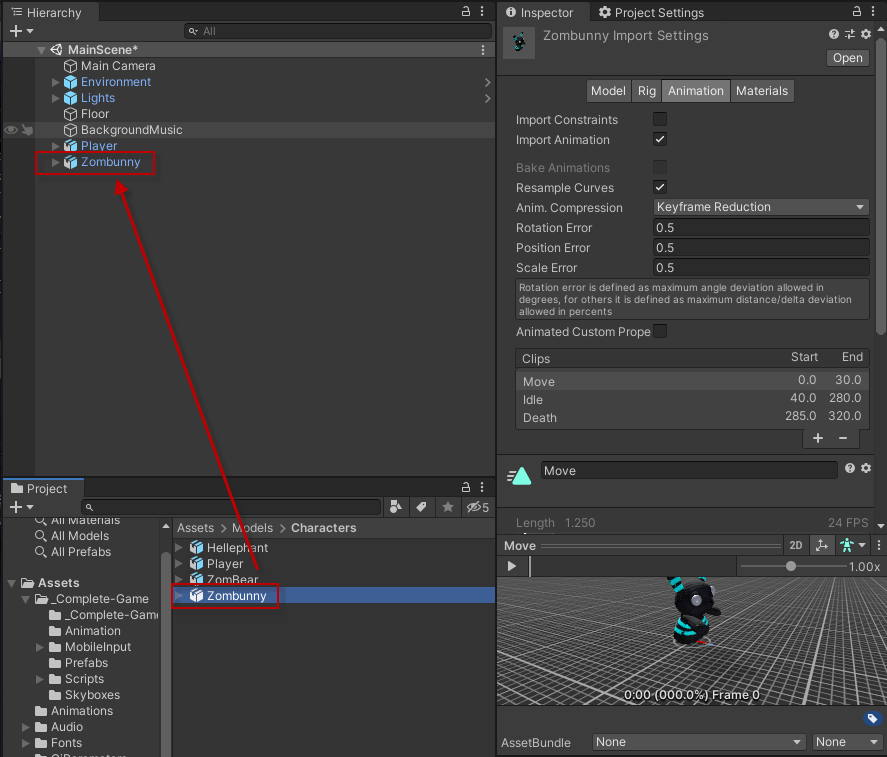 Hierarchy
All
MainScene*
Main Camera
Environment
Lights
Floor
BackgroundMusic
Player
Zombunny
Project
5
All Materials
All Models
All Prefabs
Assets
_Complete-Game
_Complete-Game
Animation
MobileInput
Prefabs
Scripts
Skyboxes
Animations
Audio
Fonts
Assets > Models > Characters
Hellephant
Player
ZomBear
Zombunny
Inspector
Project Settings
Zombunny Import Settings
Open
Model Rig Animation Materials
Import Constraints
Import Animation
Bake Animations
Resample Curves
Anim. Compression Keyframe Reduction
Rotation Error 0.5
Position Error 0.5
Scale Error 0.5
Rotation error is defined as maximum angle deviation allowed in
degrees, for others it is defined as maximum distance/delta deviation
allowed in percents
Animated Custom Prope
Clips Start End
Move 0.0 30.0
Idle 40.0 280.0
Death 285.0 320.0
Move
Length 1.250 24 FPS
Move 2D
1.00x
0:00 (000.0%) Frame 0
AssetBundle None None